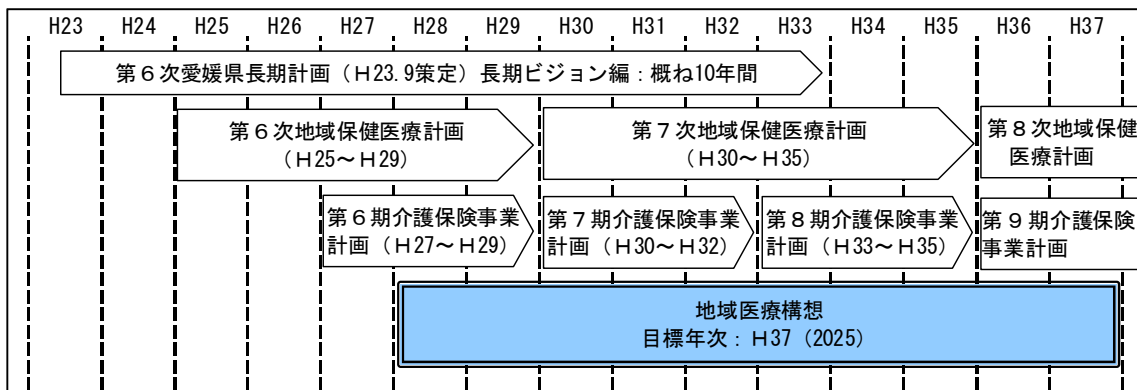 H23 H24 H25 H26 H27 H28 H29 H30 H31 H32 H33 H34 H35 H36 H37
第６次愛媛県長期計画（Ｈ23.9策定）長期ビジョン編：概ね10年間
第６次地域保健医療計画
（Ｈ25～Ｈ29）
第７次地域保健医療計画
（Ｈ30～Ｈ35）
第８次地域保健
医療計画
第６期介護保険事業
計画（Ｈ27～Ｈ29）
第７期介護保険事業
計画（Ｈ30～Ｈ32）
第８期介護保険事業
計画（Ｈ33～Ｈ35）
第９期介護保険
事業計画
地域医療構想
目標年次：Ｈ37（2025）